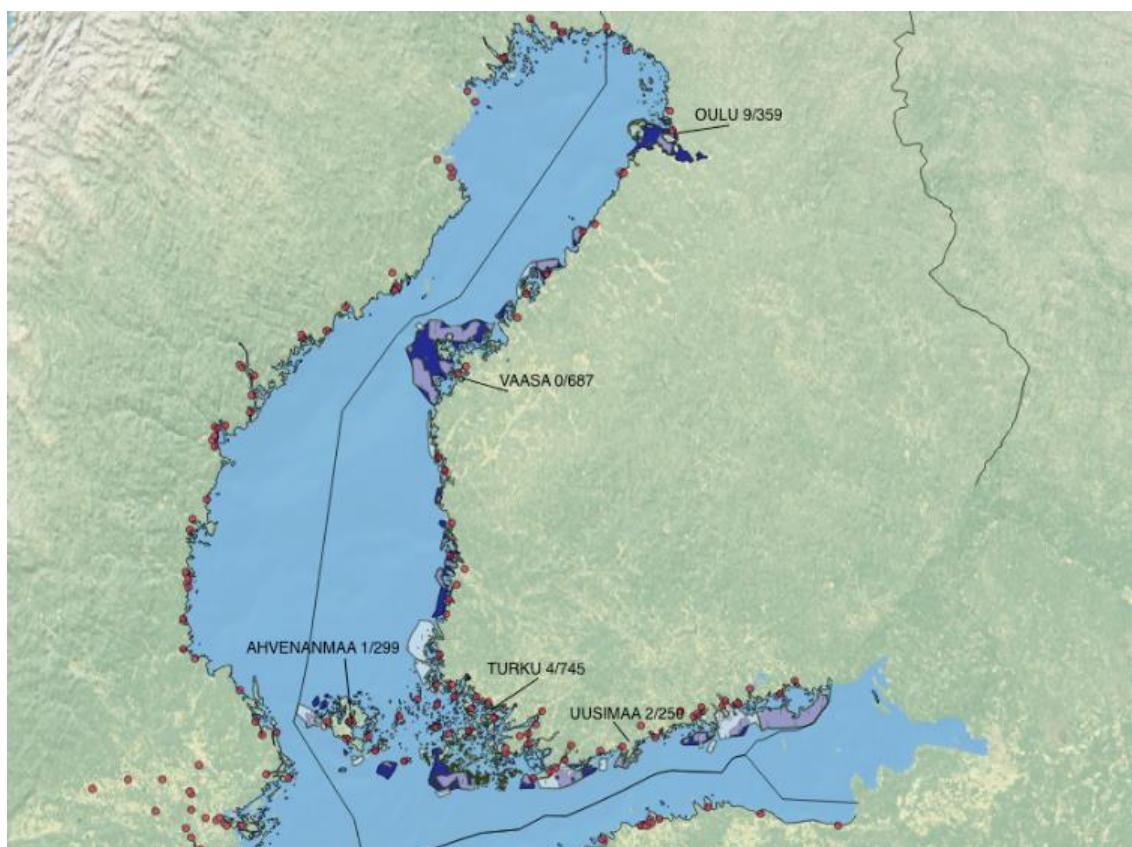 OULU 9/359
VAASA 0/687
AHVENANMAA 1/299
TURKU 4/745
UUSIMAA 2/250